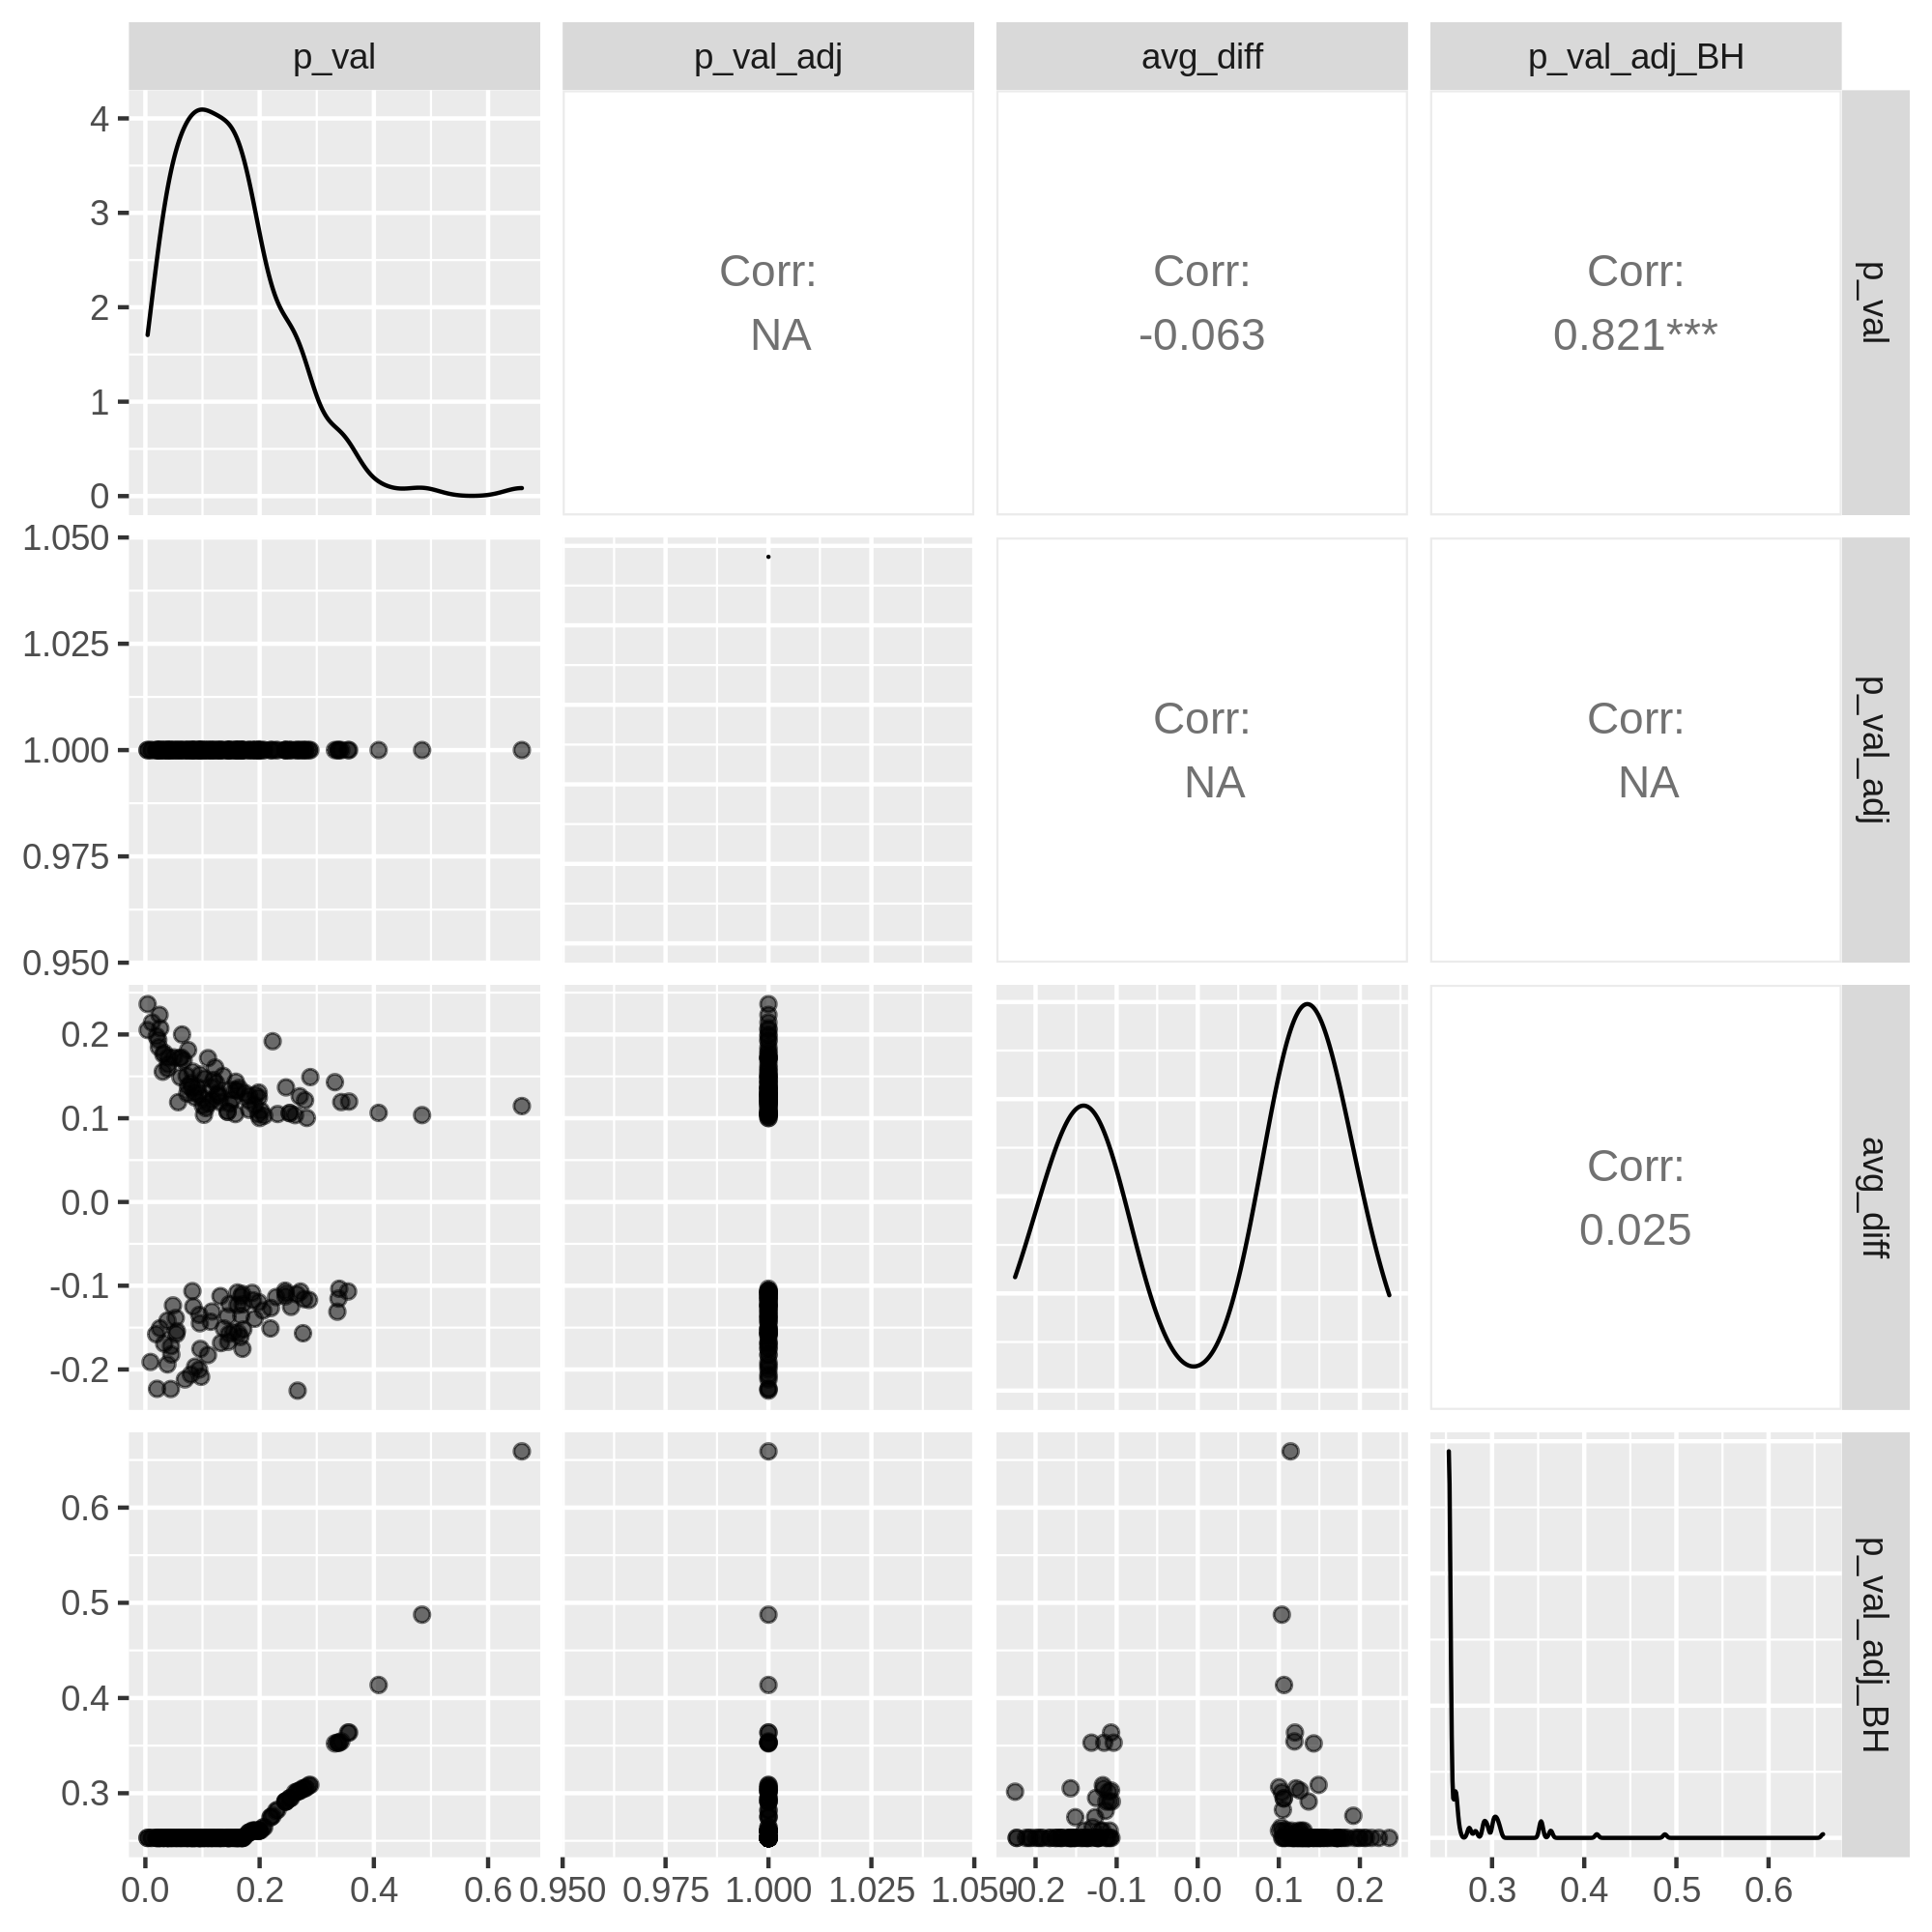 p_val p_val_adj avg_diff p_val_adj_BH
4
3
2
1
0
Corr:
NA
Corr:
-0.063
Corr:
0.821***
p_val
1.050
1.025
1.000
0.975
0.950
Corr:
NA
Corr:
NA
p_val_adj
0.2
0.1
0.0
-0.1
-0.2
Corr:
0.025
avg_diff
0.6
0.5
0.4
0.3
p_val_adj_BH
0.0 0.2 0.4 0.6 0.950 0.975 1.000 1.025 1.050 -0.2 -0.1 0.0 0.1 0.2 0.3 0.4 0.5 0.6